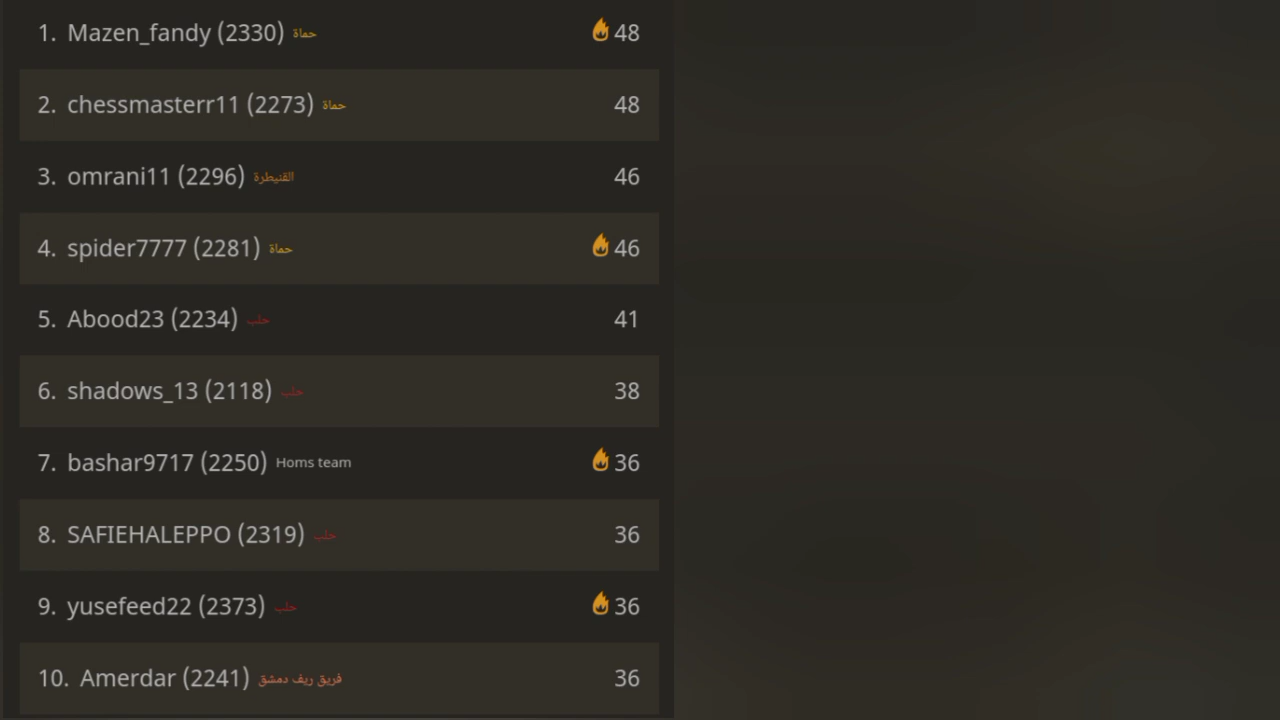 1. Mazen_fandy (2330) حماة 48
2. chessmasterr11 (2273) حماة 48
3. omrani11 (2296) القنيطرة 46
4. spider7777 (2281) حماة 46
5. Abood23 (2234) حلب 41
6. shadows_13 (2118) حلب 38
7. bashar9717 (2250) Homs team 36
8. SAFIEHALEPPO (2319) حلب 36
9. yusefeed22 (2373) حلب 36
10. Amerdar (2241) فريق ريف دمشق 36